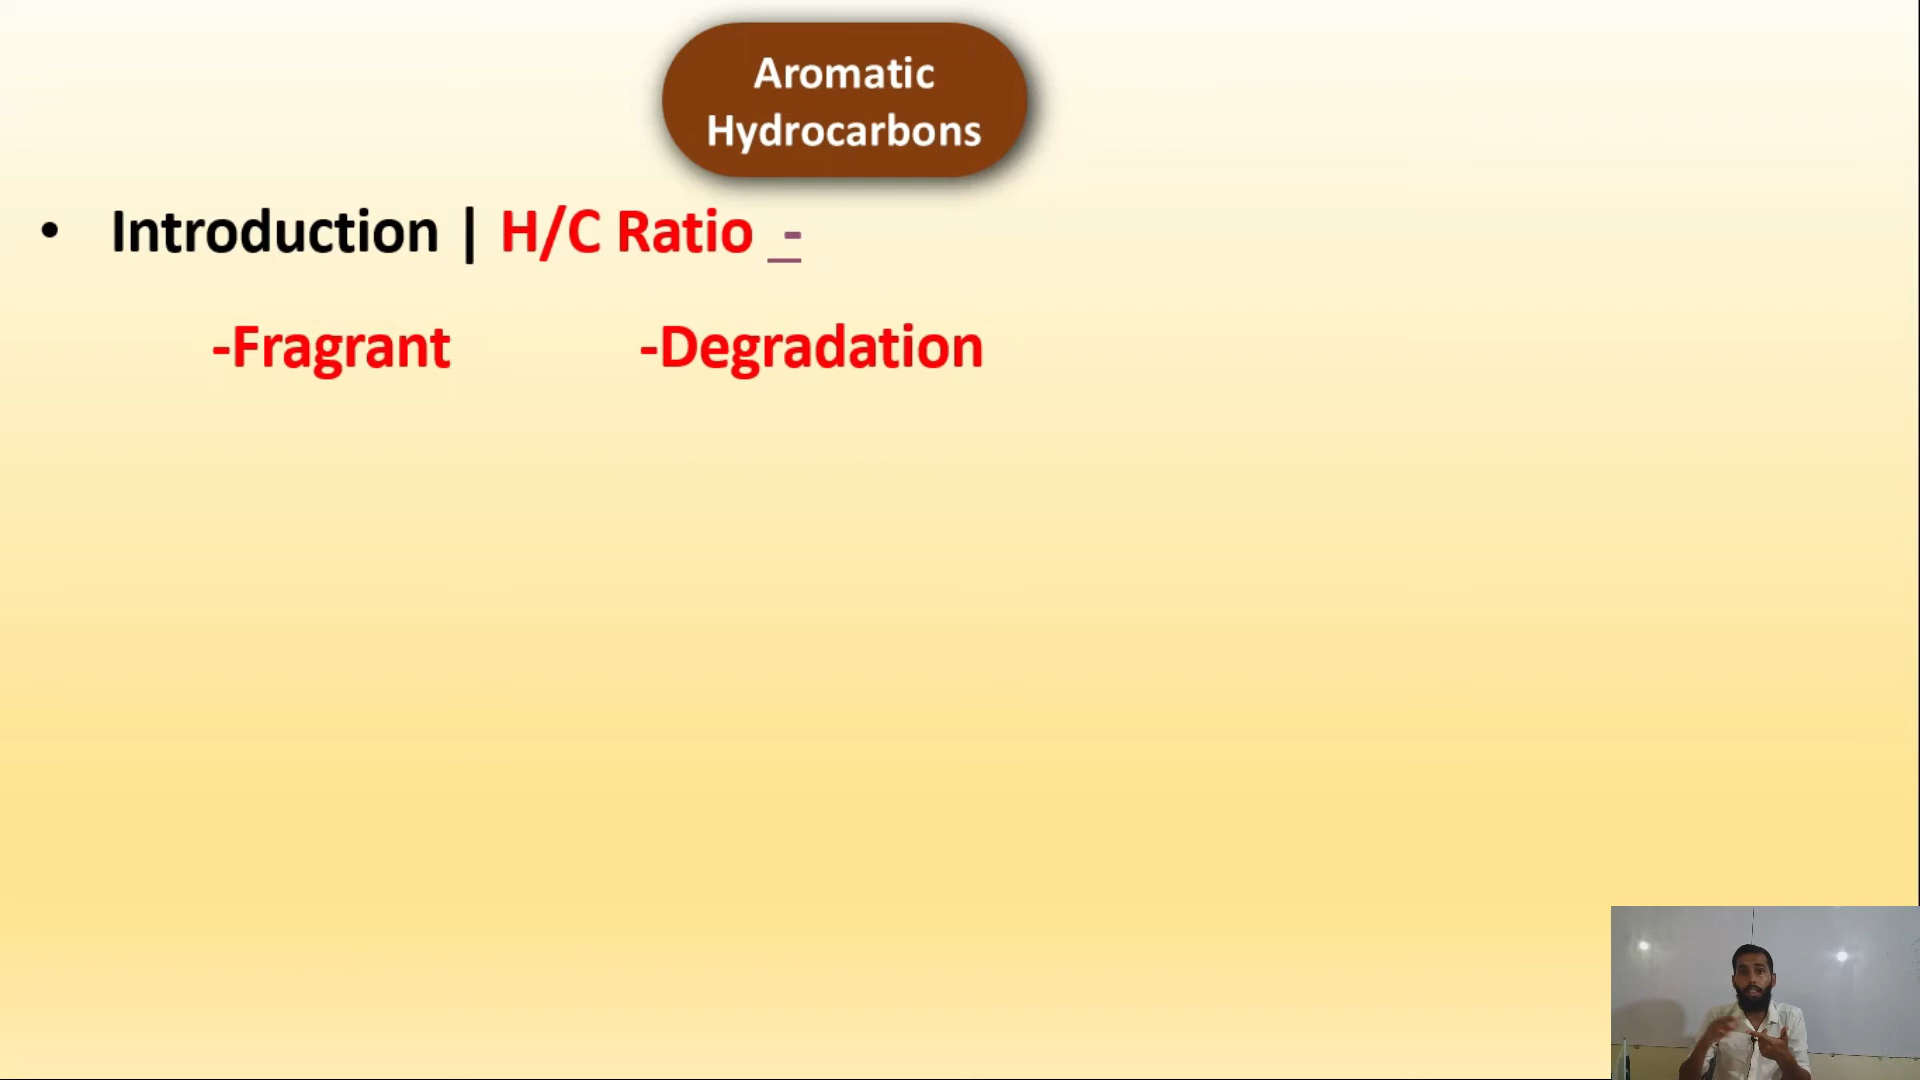 Aromatic
Hydrocarbons
• Introduction | H/C Ratio -
-Fragrant -Degradation